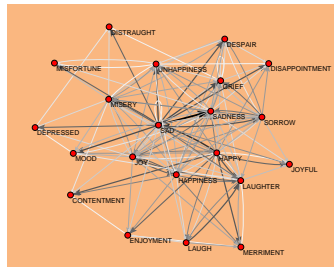 DISTRAUGHT
DESPAIR
MISFORTUNE
UNHAPPINESS
DISAPPOINTMENT
GRIEF
MISERY
SADNESS
SORROW
DEPRESSED
SAD
MOOD
JOY
HAPPY
JOYFUL
HAPPINESS
LAUGHTER
CONTENTMENT
ENJOYMENT
LAUGH
MERRIMENT